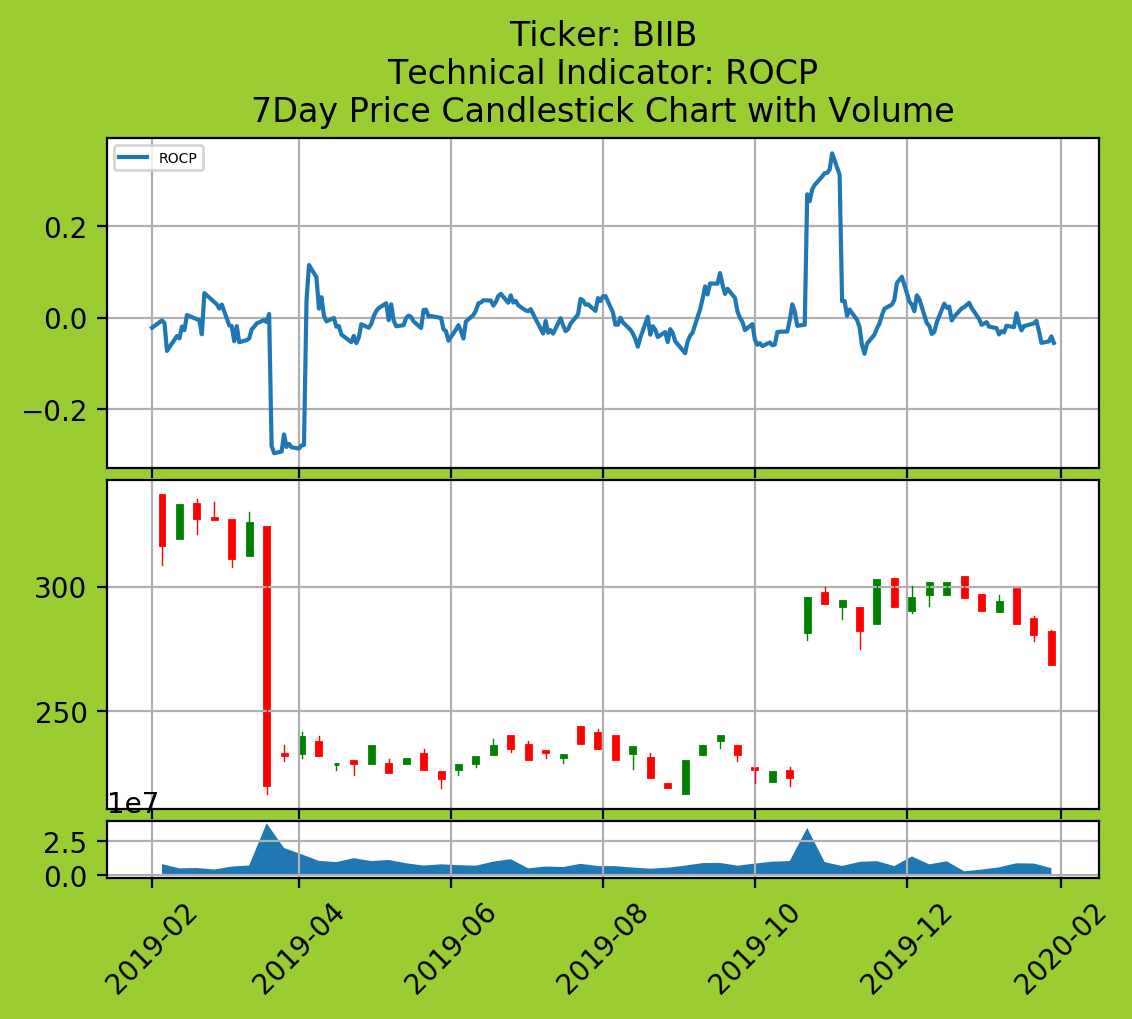 Ticker: BIIB
Technical Indicator: ROCP
7Day Price Candlestick Chart with Volume
ROCP
0.2
0.0
−0.2
300
250
1e7
2.5
0.0
2019-02
2019-04
2019-06
2019-08
2019-10
2019-12
2020-02